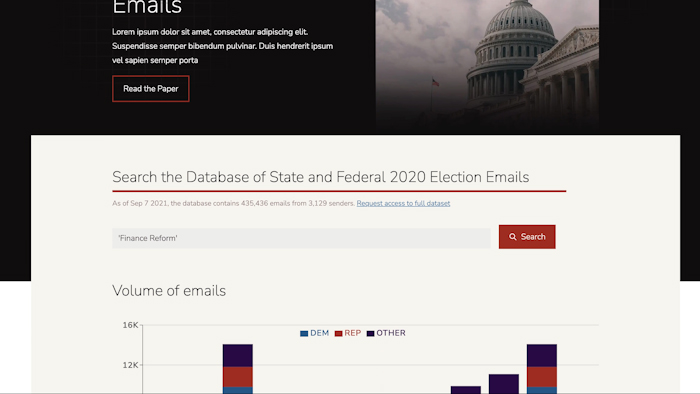 Emails
Lorem ipsum dolor sit amet, consectetur adipiscing elit.
Suspendisse semper bibendum pulvinar. Duis hendrerit ipsum
vel sapien semper porta
Read the Paper
Search the Database of State and Federal 2020 Election Emails
As of Sep 7 2021, the database contains 435,436 emails from 3,129 senders. Request access to full dataset
'Finance Reform'
Search
Volume of emails
16K
DEM REP OTHER
12K